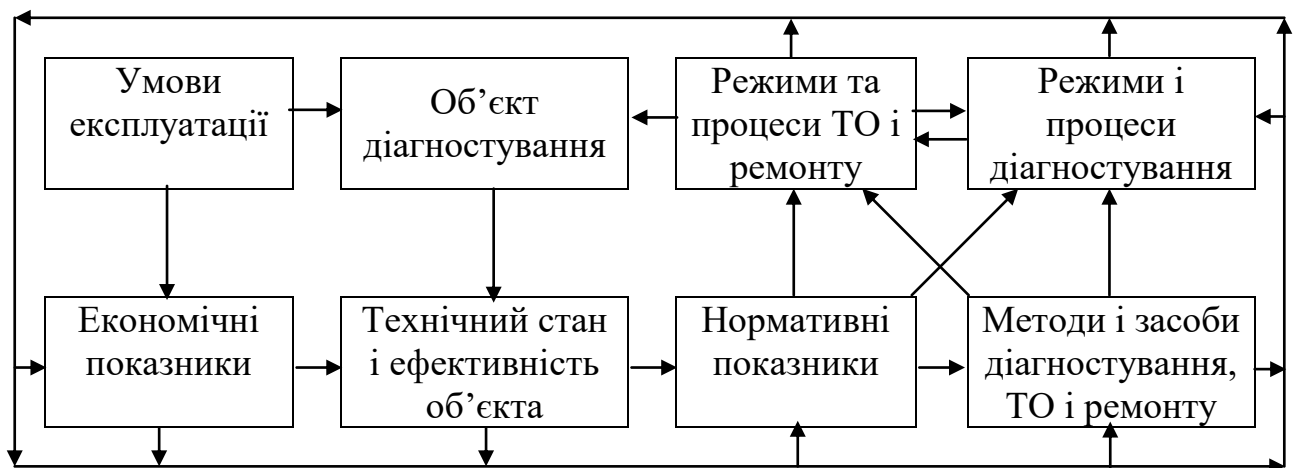 Умови
експлуатації
Об’єкт
діагностування
Режими та
процеси ТО і
ремонту
Режими і
процеси
діагностування
Економічні
показники
Технічний стан
і ефективність
об’єкта
Нормативні
показники
Методи і засоби
діагностування,
ТО і ремонту